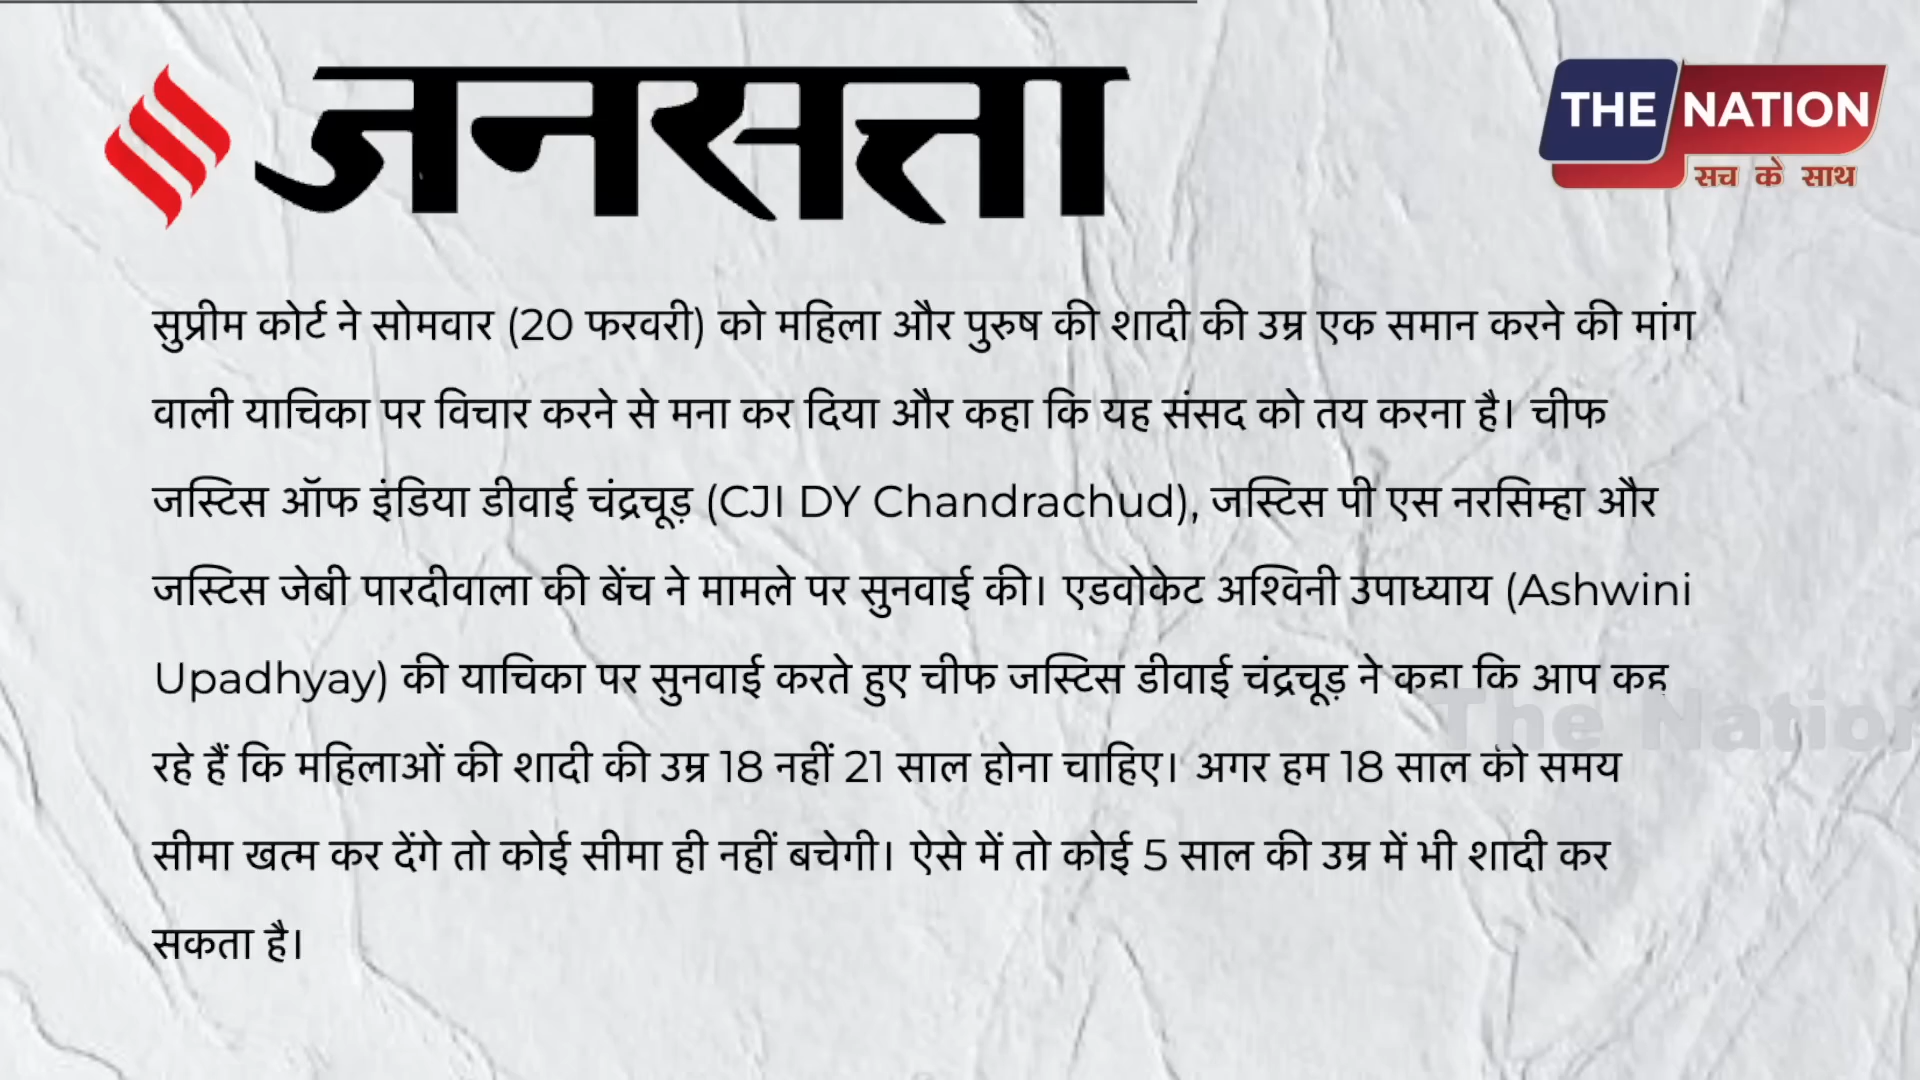 जनसत्ता
THE NATION
सच के साथ
सुप्रीम कोर्ट ने सोमवार (20 फरवरी) को महिला और पुरुष की शादी की उम्र एक समान करने की मांग
वाली याचिका पर विचार करने से मना कर दिया और कहा कि यह संसद को तय करना है। चीफ
जस्टिस ऑफ इंडिया डीवाई चंद्रचूड़ (CJI DY Chandrachud), जस्टिस पी एस नरसिम्हा और
जस्टिस जेबी पारदीवाला की बेंच ने मामले पर सुनवाई की। एडवोकेट अश्विनी उपाध्याय (Ashwini
Upadhyay) की याचिका पर सुनवाई करते हुए चीफ जस्टिस डीवाई चंद्रचूड़ ने कहा कि आप कह
The Nation
रहे हैं कि महिलाओं की शादी की उम्र 18 नहीं 21 साल होना चाहिए। अगर हम 18 साल को समय
सीमा खत्म कर देंगे तो कोई सीमा ही नहीं बचेगी। ऐसे में तो कोई 5 साल की उम्र में भी शादी कर
सकता है।